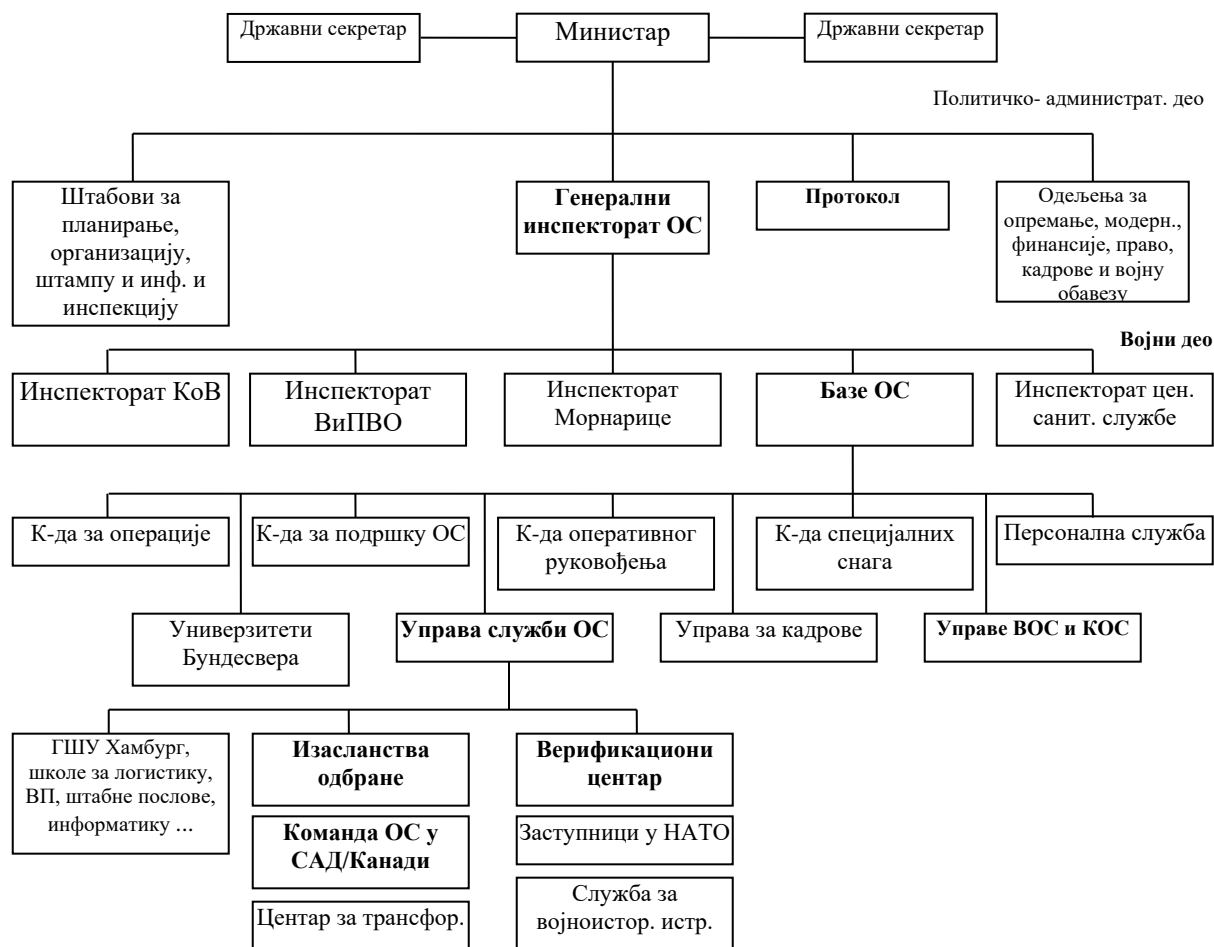 Државни секретар
Министар
Државни секретар
Политичко- администрат. део
Штабови за
планирање,
организацију,
штампу и инф. и
инспекцију
Генерални
инспекторат ОС
Протокол
Одељења за
опремање, модерн.,
финансије, право,
кадрове и војну
обавезу
Војни део
Инспекторат КоВ
Инспекторат
ВиПВО
Инспекторат
Морнарице
Базе ОС
Инспекторат цен.
санит. службе
К-да за операције
К-да за подршку ОС
К-да оперативног
руковођења
К-да специјалних
снага
Персонална служба
Универзитети
Бундесвера
Управа служби ОС
Управа за кадрове
Управе ВОС и КОС
ГШУ Хамбург,
школе за логистику,
ВП, штабне послове,
информатику ...
Изасланства
одбране
Верификациони
центар
Команда ОС у
САД/Канади
Заступници у НАТО
Центар за трансфор.
Служба за
војноистор. истр.